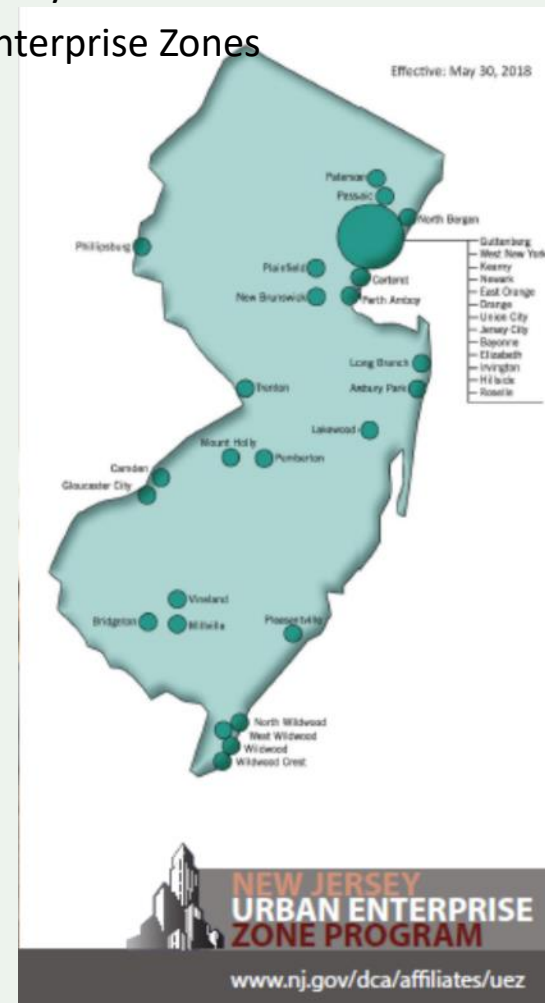 nterprise Zones
Effective: May 30, 2018
Paterson
Passaic
North Bergen
Guttenberg
West New York
Kearny
Newark
East Orange
Orange
Union City
Jersey City
Bayonne
Elizabeth
Irvington
Hillside
Roselle
Phillipsburg
Plainfield
Carteret
New Brunswick
Perth Amboy
Long Branch
Asbury Park
Trenton
Lakewood
Mount Holly
Pemberton
Camden
Gloucester City
Vineland
Bridgeton
Millville
Pleasantville
North Wildwood
West Wildwood
Wildwood
Wildwood Crest
NEW JERSEY
URBAN ENTERPRISE
ZONE PROGRAM
www.nj.gov/dca/affiliates/uez